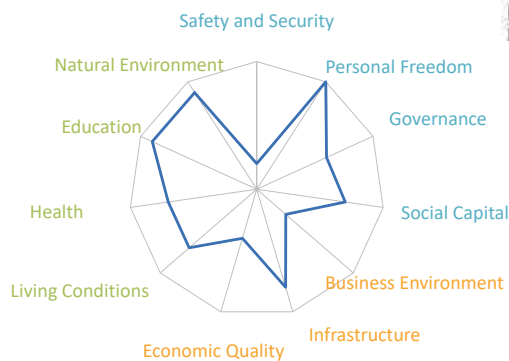 Safety and Security
Natural Environment
Personal Freedom
Education
Governance
Health
Social Capital
Living Conditions
Business Environment
Infrastructure
Economic Quality